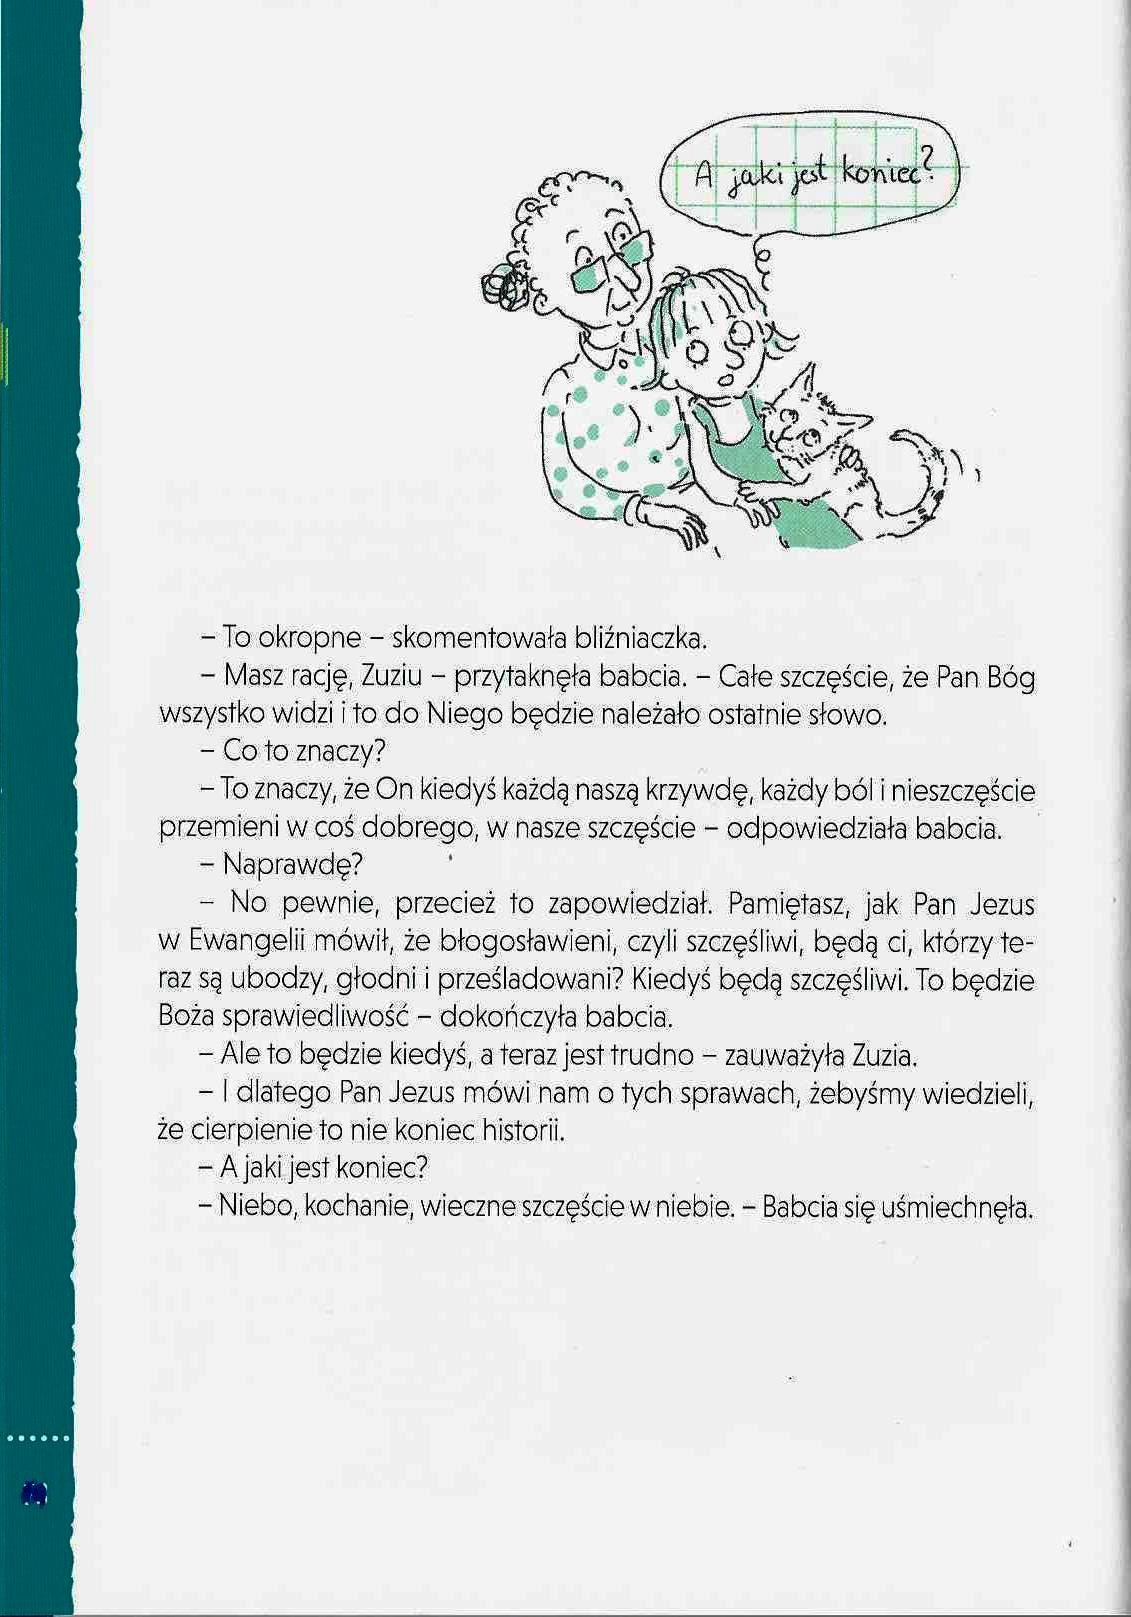 A jaki jest koniec?
– To okropne – skomentowała bliźniaczka.
– Masz rację, Zuziu – przytaknęła babcia. – Całe szczęście, że Pan Bóg
wszystko widzi i to do Niego będzie należało ostatnie słowo.
– Co to znaczy?
– To znaczy, że On kiedyś każdą naszą krzywdę, każdy ból i nieszczęście
przemieni w coś dobrego, w nasze szczęście – odpowiedziała babcia.
– Naprawdę?
– No pewnie, przecież to zapowiedział. Pamiętasz, jak Pan Jezus
w Ewangelii mówił, że błogosławieni, czyli szczęśliwi, będą ci, którzy te-
raz są ubodzy, głodni i prześladowani? Kiedyś będą szczęśliwi. To będzie
Boża sprawiedliwość – dokończyła babcia.
– Ale to będzie kiedyś, a teraz jest trudno – zauważyła Zuzia.
– I dlatego Pan Jezus mówi nam o tych sprawach, żebyśmy wiedzieli,
że cierpienie to nie koniec historii.
– A jaki jest koniec?
– Niebo, kochanie, wieczne szczęście w niebie. – Babcia się uśmiechnęła.